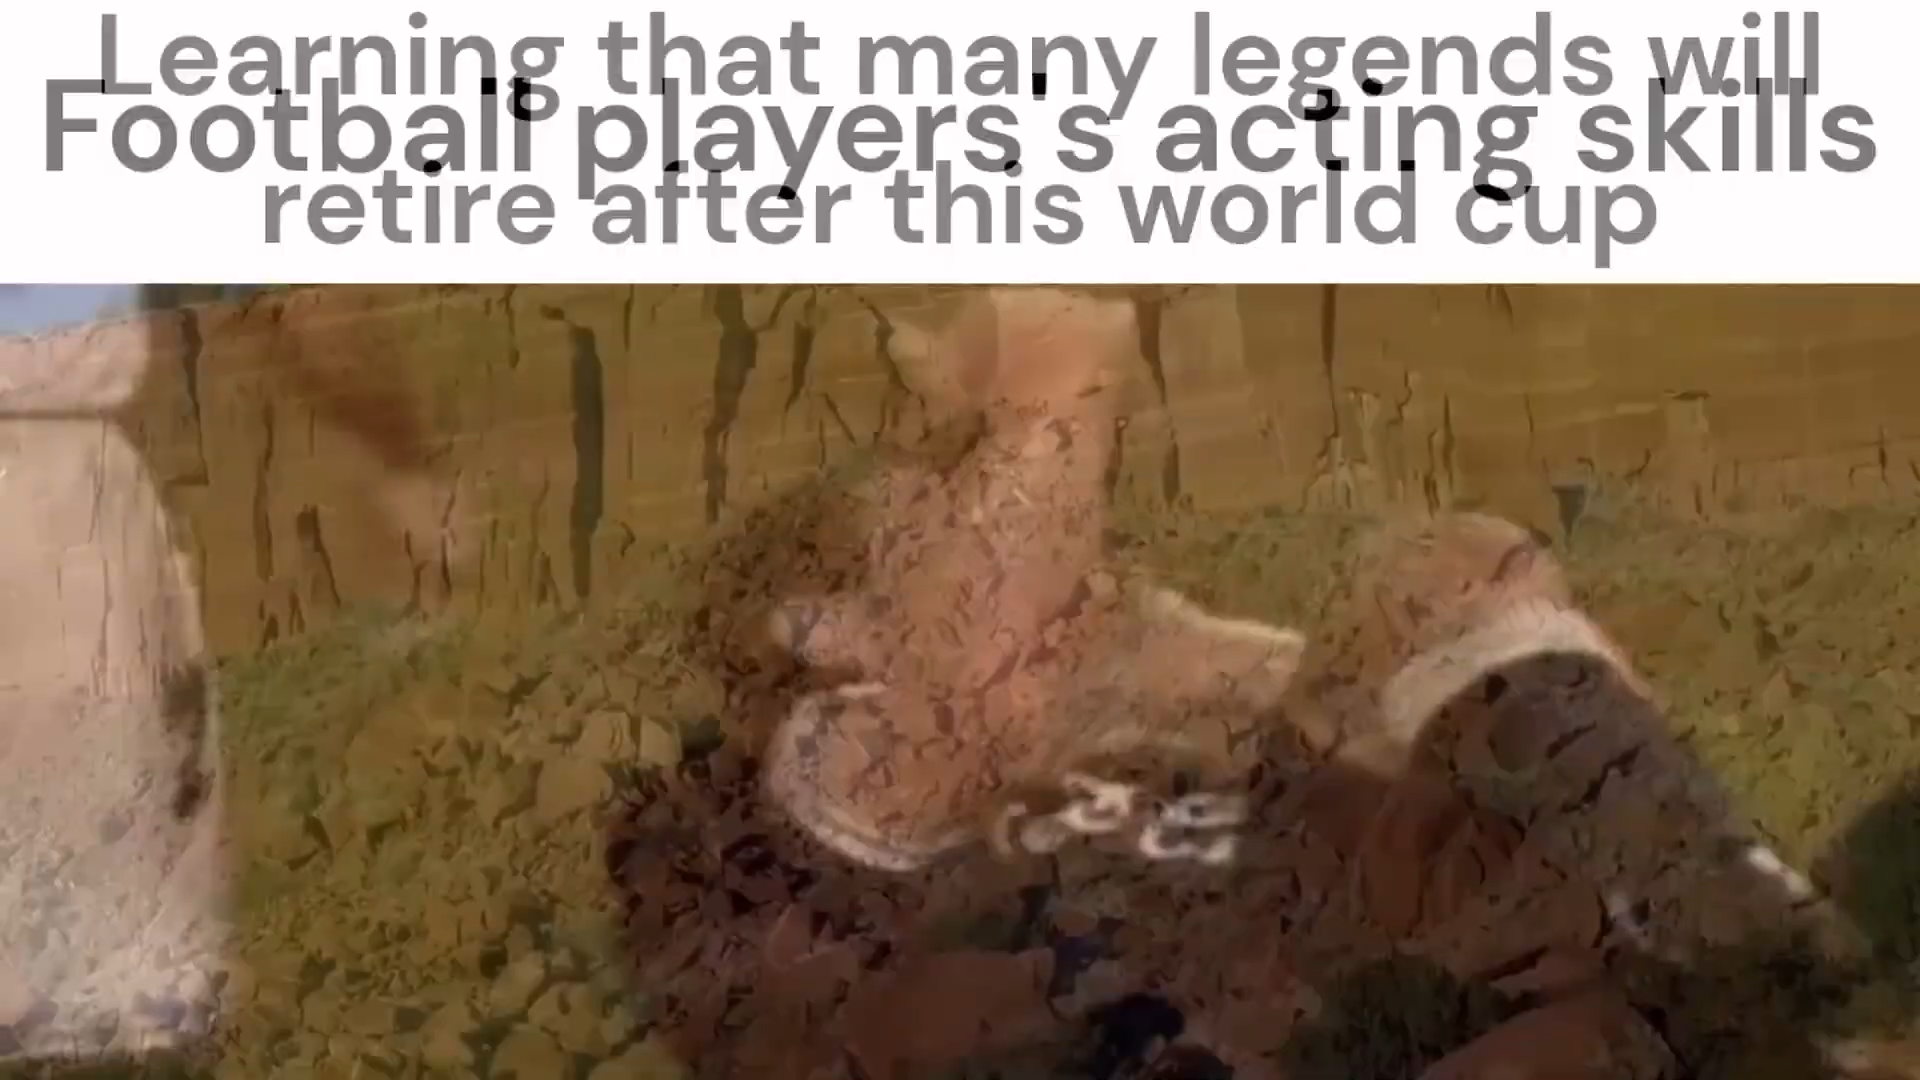 Learning that many legends will
Football players's acting skills
retire after this world cup